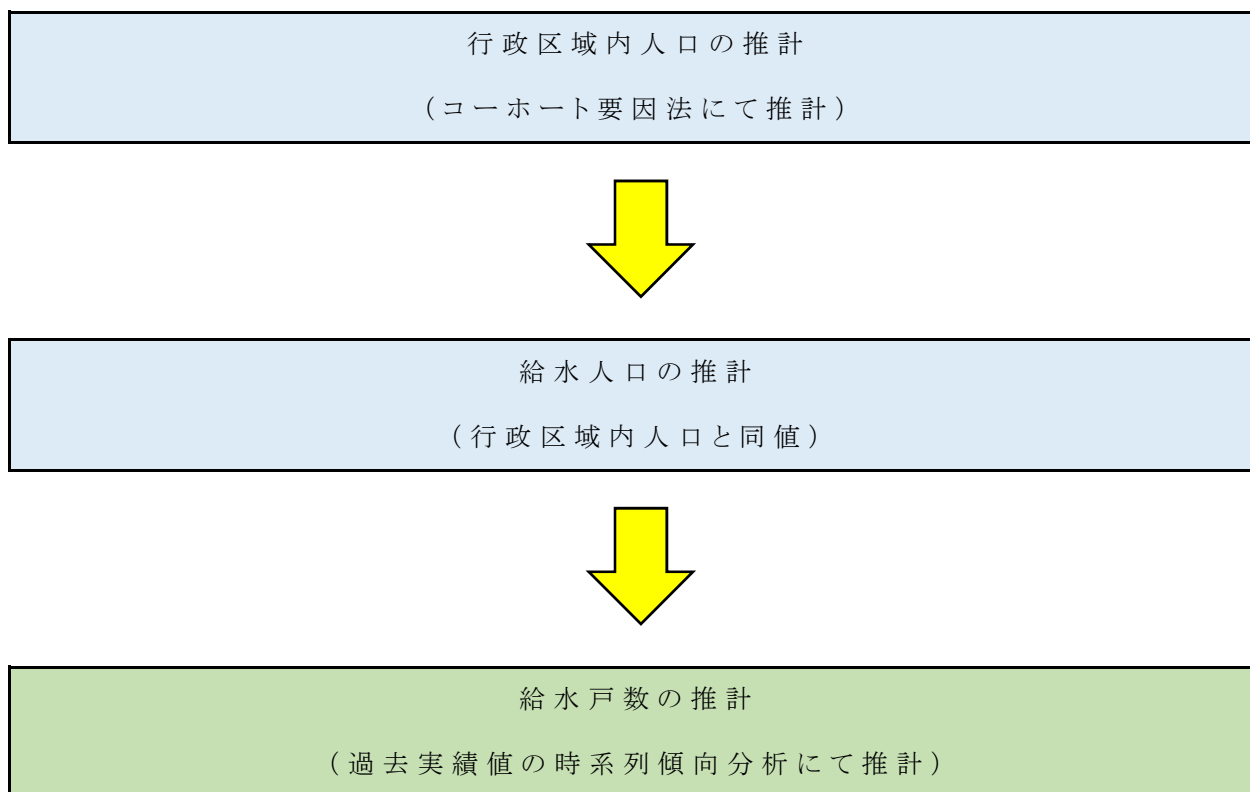 行政区域内人口の推計
（コーホート要因法にて推計）
給水人口の推計
（行政区域内人口と同値）
給水戸数の推計
（過去実績値の時系列傾向分析にて推計）